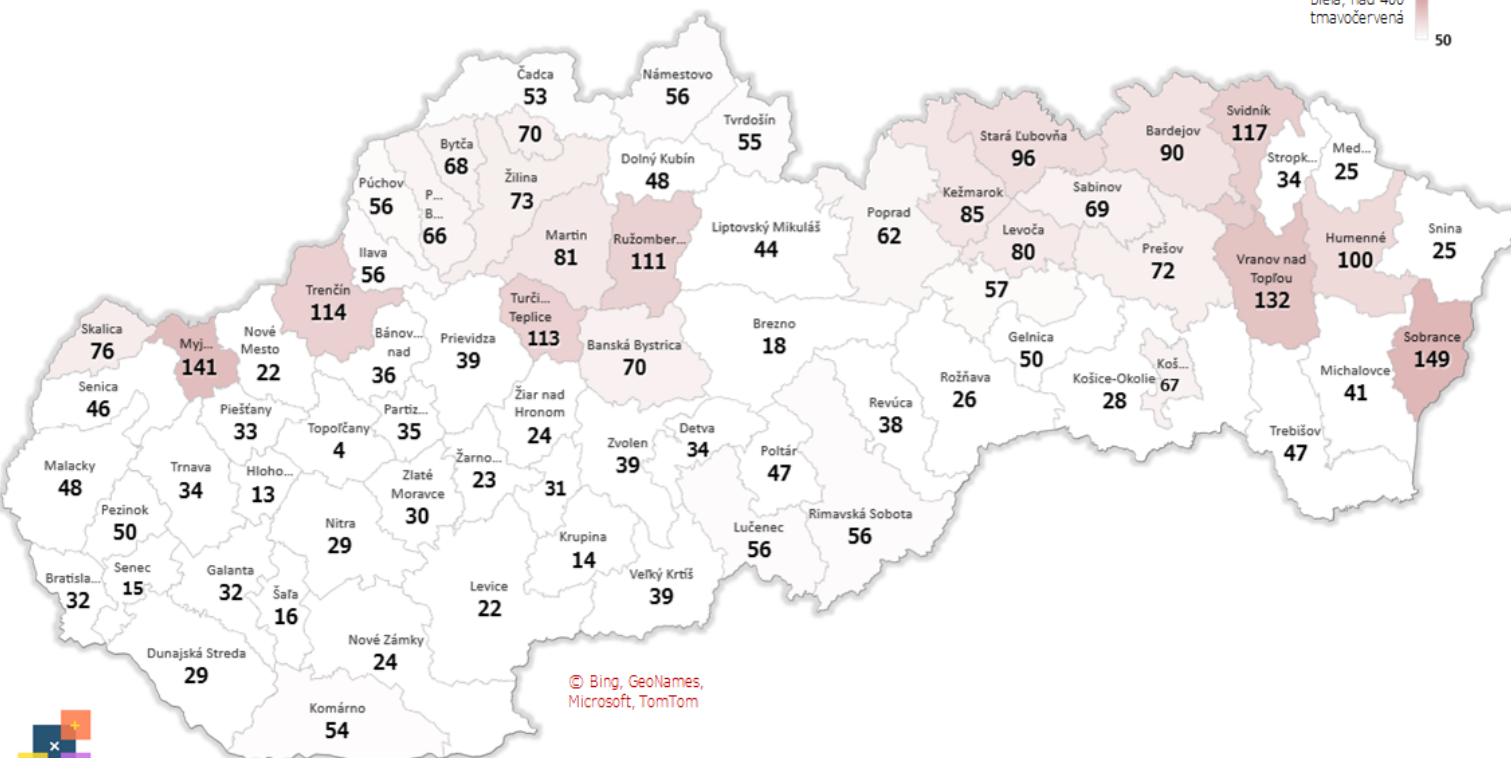 tmavočervená
50
Čadca
53
Námestovo
56
Tvrdošín
55
70
Bytča
68
Dolný Kubín
48
Žilina
73
Púchov
56
P...
B...
66
Ilava
56
Martin
81
Ružomber...
111
Liptovský Mikuláš
44
Poprad
62
Kežmarok
85
Stará Ľubovňa
96
Bardejov
90
Svidník
117
Stropk...
34
Med...
25
Sabinov
69
Levoča
80
Prešov
72
57
Vranov nad
Topľou
132
Humenné
100
Snina
25
Sobrance
149
Michalovce
41
Trebišov
47
Trenčín
114
Skalica
76
Myj...
141
Nové
Mesto
22
Bánov...
nad
36
Prievidza
39
Turči...
Teplice
113
Banská Bystrica
70
Brezno
18
Gelnica
50
Košice-Okolie
28
Koš...
67
Rožňava
26
Revúca
38
Senica
46
Piešťany
33
Topoľčany
4
Partiz...
35
Žiar nad
Hronom
24
Zvolen
39
Detva
34
Poltár
47
Malacky
48
Trnava
34
Hloho...
13
Zlaté
Moravce
30
Žarno...
23
31
Pezinok
50
Nitra
29
Krupina
14
Lučenec
56
Rimavská Sobota
56
Bratisla...
32
Senec
15
Galanta
32
Šaľa
16
Levice
22
Veľký Krtíš
39
Dunajská Streda
29
Nové Zámky
24
Komárno
54
© Bing, GeoNames,
Microsoft, TomTom